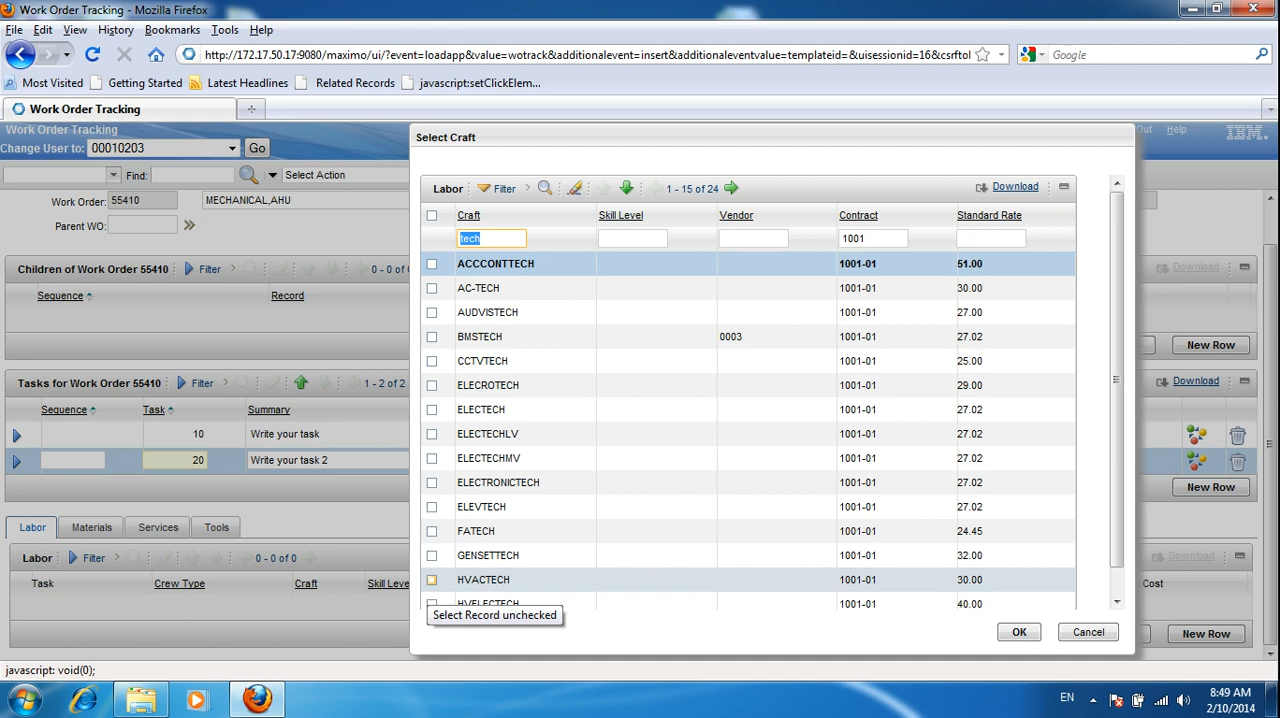 Work Order Tracking - Mozilla Firefox
File Edit View History Bookmarks Tools Help
http://172.17.50.17:9080/maximo/ui/?event=loadapp&value=wotrack&additionalevent=insert&additionaleventvalue=templateid=&uisessionid=16&csrftol
Google
Most Visited Getting Started Latest Headlines Related Records javascript:setClickElem...
Work Order Tracking
Work Order Tracking
Out Help IBM.
Change User to: 00010203 Go
Find: Select Action
Work Order: 55410 MECHANICAL,AHU
Parent WO:
Children of Work Order 55410 Filter 0 - 0 of Download
Sequence Record
New Row
Tasks for Work Order 55410 Filter 1 - 2 of 2 Download
Sequence Task Summary
10 Write your task
20 Write your task 2
New Row
Labor Materials Services Tools
Labor Filter 0 - 0 of 0 Download
Task Crew Type Craft Skill Leve Cost
New Row
Select Craft
Labor Filter 1 - 15 of 24 Download
Craft Skill Level Vendor Contract Standard Rate
tech 1001
ACCCONTTECH 1001-01 51.00
AC-TECH 1001-01 30.00
AUDVISTECH 1001-01 27.00
BMSTECH 0003 1001-01 27.02
CCTVTECH 1001-01 25.00
ELECROTECH 1001-01 29.00
ELECTECH 1001-01 27.02
ELECTECHLV 1001-01 27.02
ELECTECHMV 1001-01 27.02
ELECTRONICTECH 1001-01 27.02
ELEVTECH 1001-01 27.02
FATECH 1001-01 24.45
GENSETTECH 1001-01 32.00
HVACTECH 1001-01 30.00
HVELECTECH 1001-01 40.00
Select Record unchecked
OK Cancel
javascript: void(0);
EN 8:49 AM
2/10/2014